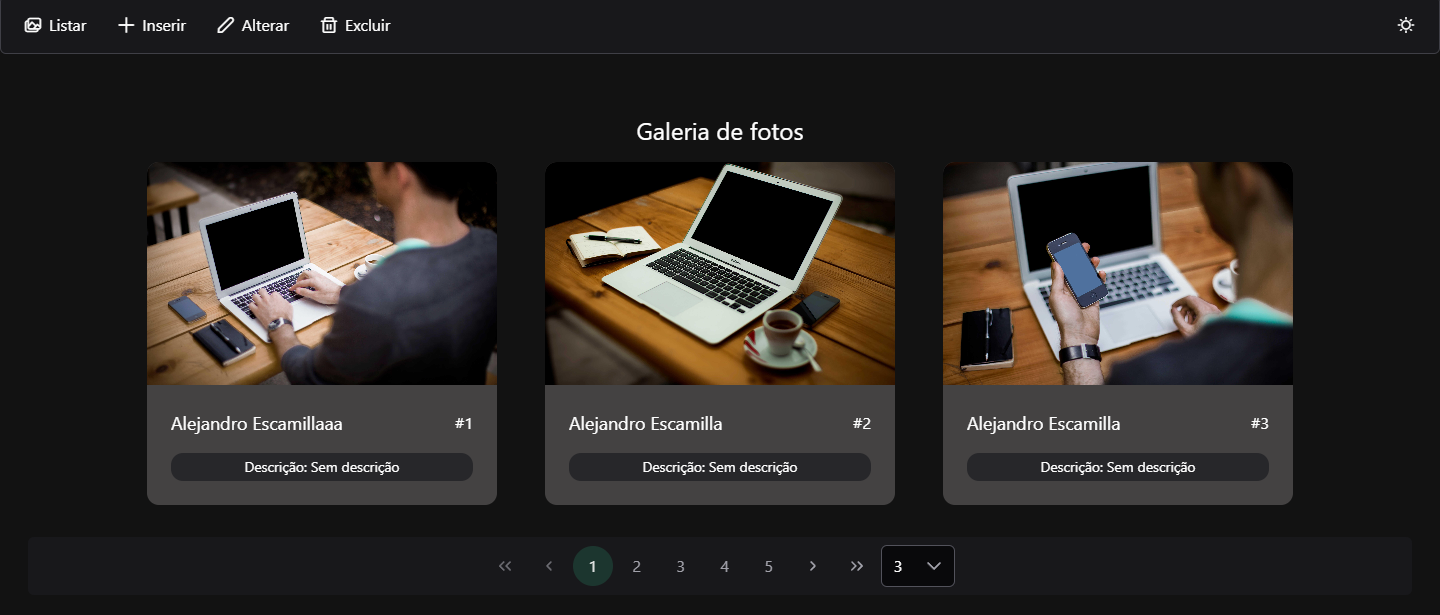 Listar Inserir Alterar Excluir
Galeria de fotos
Alejandro Escamillaaa #1
Descrição: Sem descrição
Alejandro Escamilla #2
Descrição: Sem descrição
Alejandro Escamilla #3
Descrição: Sem descrição
1 2 3 4 5 3